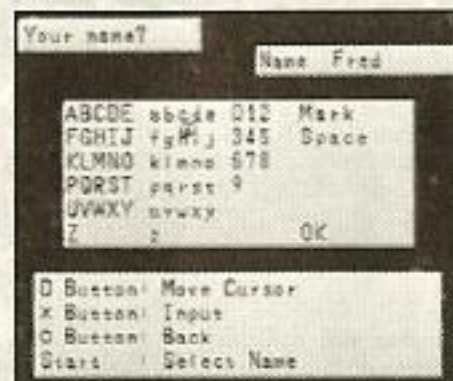 Your name?
Name Fred
ABCDE abcde 012 Mark
FGHIJ fghij 345 Space
KLMNO klmno 678
PQRST pqrst 9
UVWXY uvwxy
Z z OK
D Button: Move Cursor
x Button: Input
o Button: Back
Start : Select Name